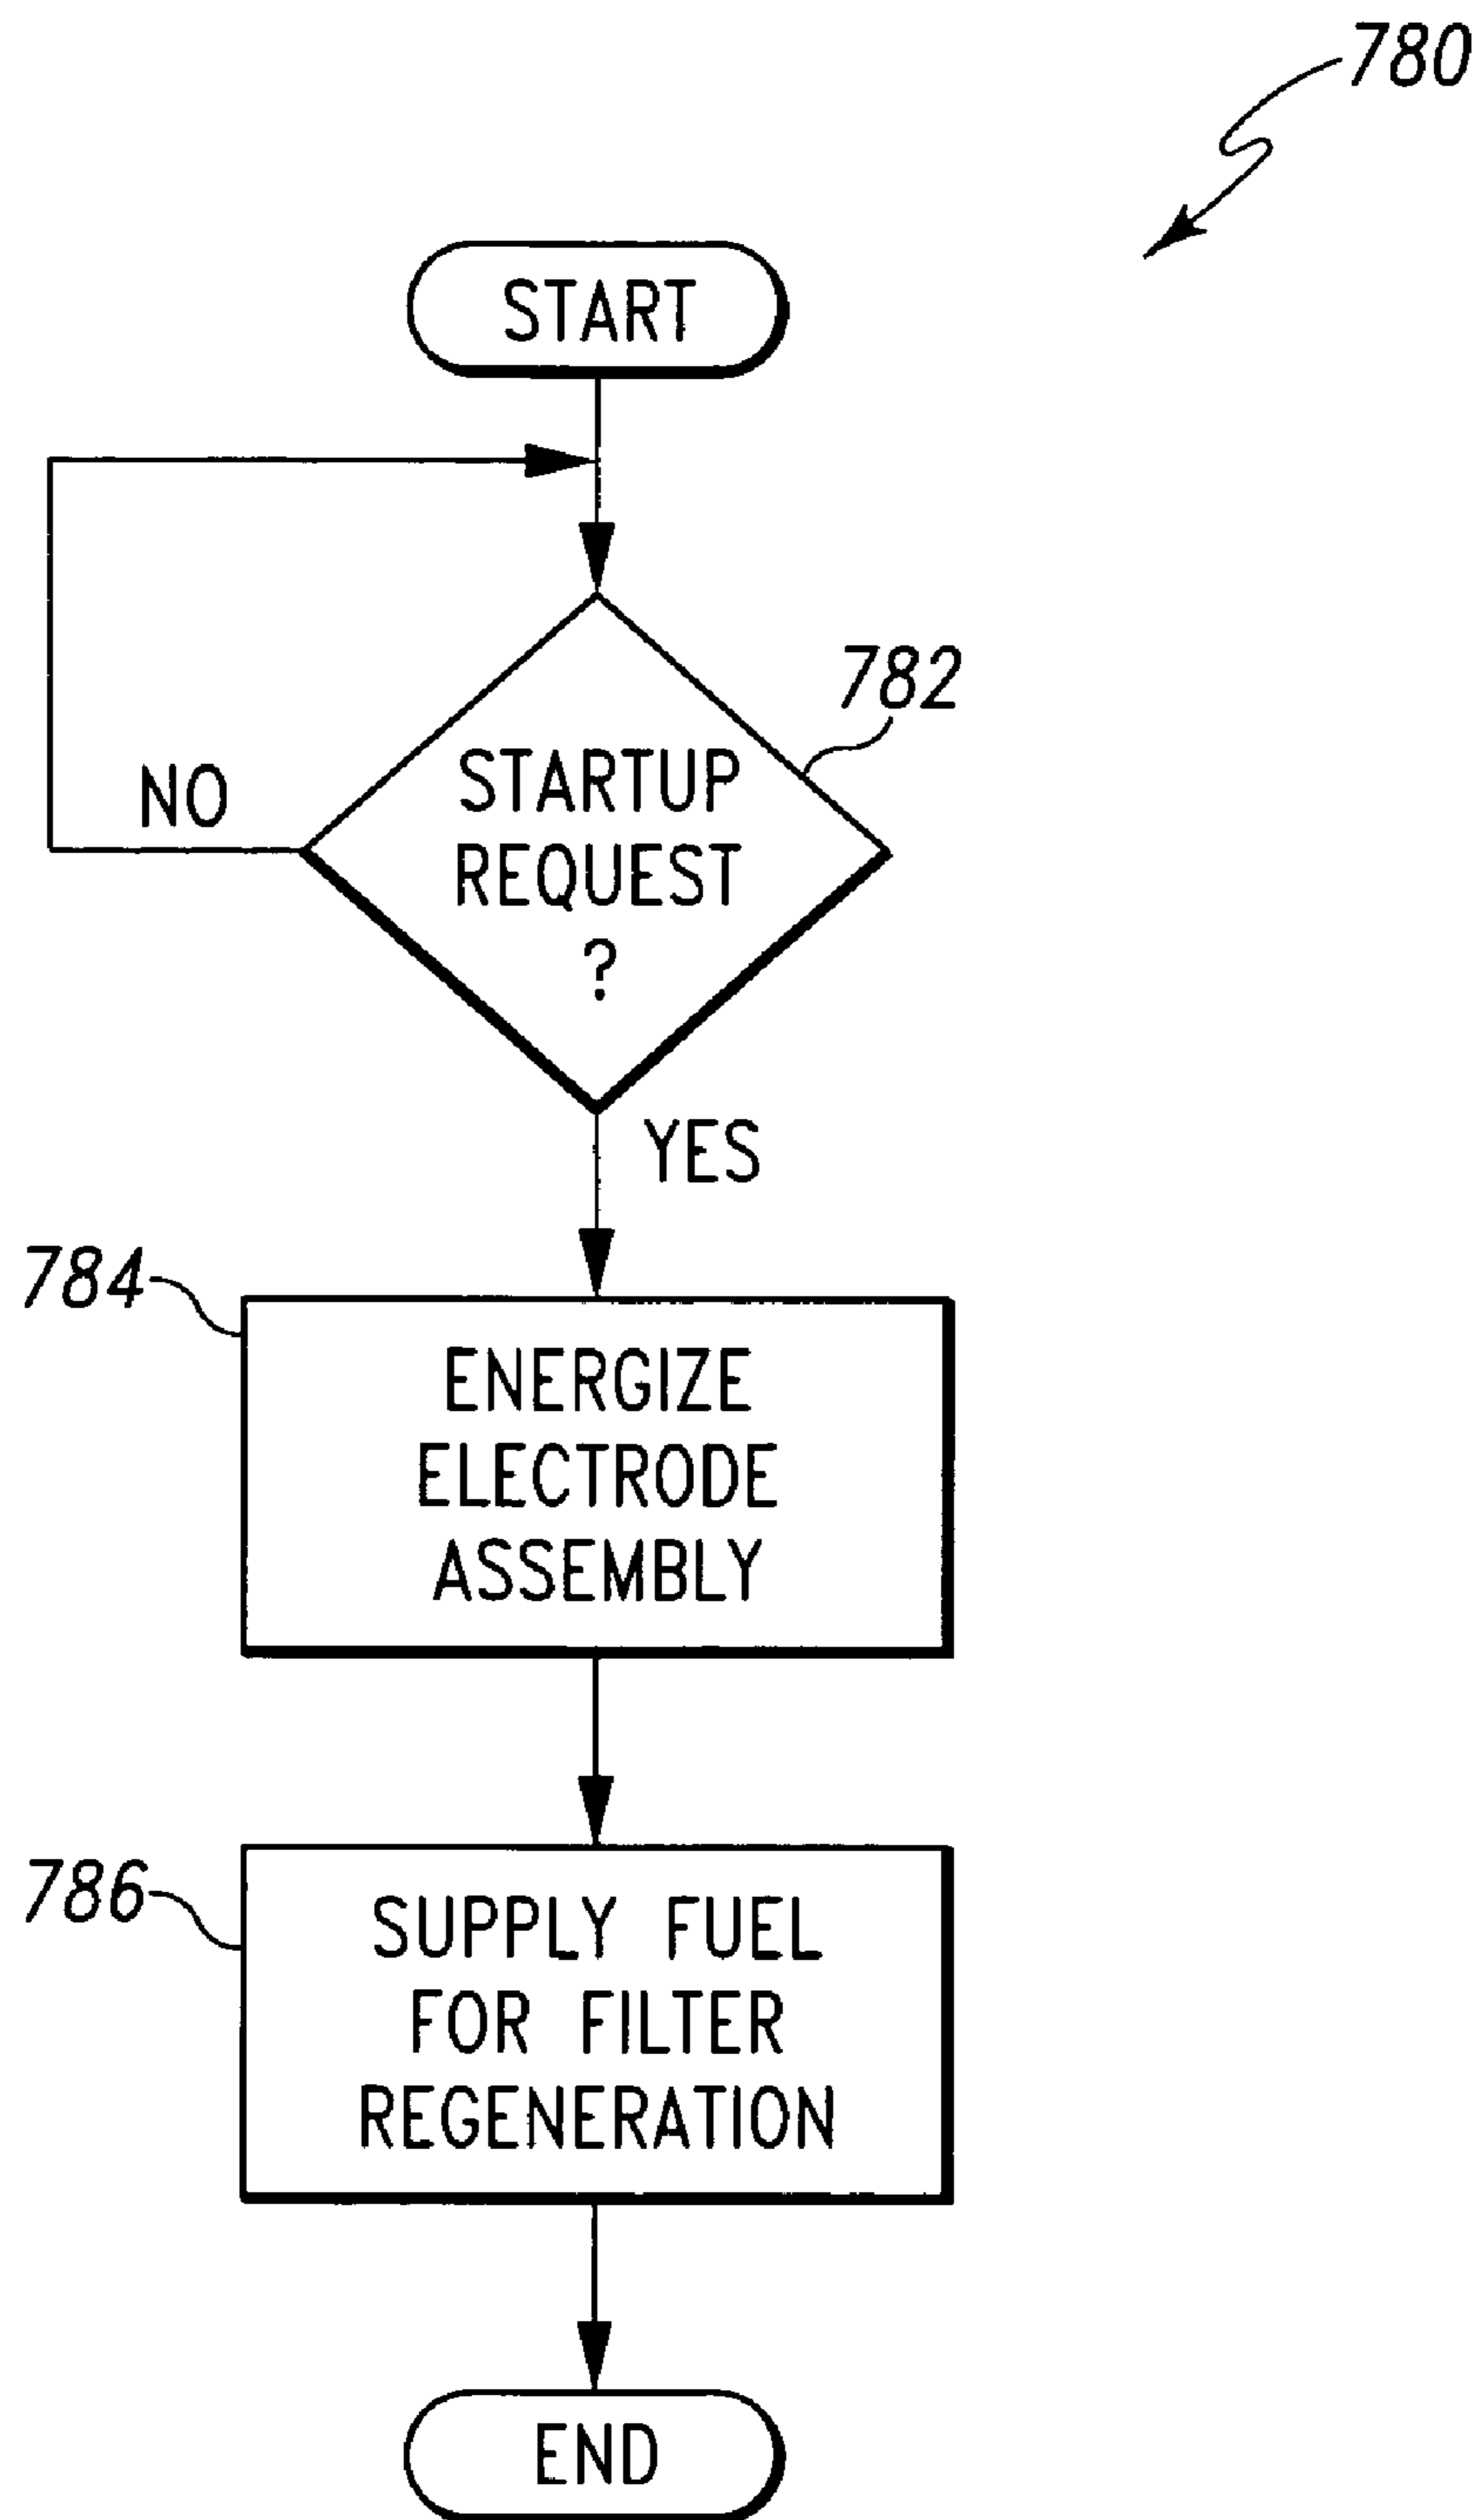 780
START
782
STARTUP
REQUEST
?
NO
YES
784
ENERGIZE
ELECTRODE
ASSEMBLY
786
SUPPLY FUEL
FOR FILTER
REGENERATION
END